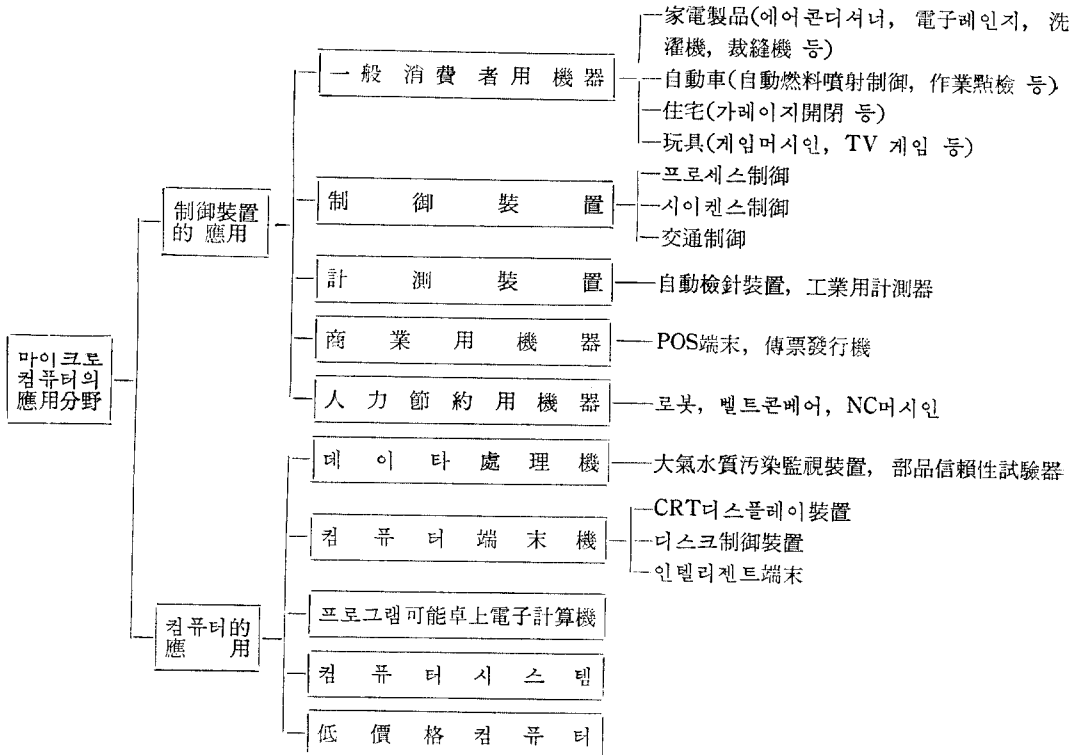 마이크로
컴퓨터의
應用分野
制御裝置
的 應用
一般 消費者用 機器
家電製品(에어콘디셔너, 電子레인지, 洗
濯機, 裁縫機 등)
自動車(自動燃料噴射制御, 作業點檢 등)
住宅(가레이지開閉 등)
玩具(게임머시인, TV 게임 등)
制御裝置
프로세스制御
시이켄스制御
交通制御
計測裝置
自動檢針裝置, 工業用計測器
商業用機器
POS端末, 傳票發行機
人力節約用機器
로봇, 벨트콘베어, NC머시인
컴퓨터的
應用
데이타處理機
大氣水質汚染監視裝置, 部品信賴性試驗器
컴퓨터端末機
CRT디스플레이裝置
디스크制御裝置
인텔리젠트端末
프로그램可能卓上電子計算機
컴퓨터시스템
低價格컴퓨터